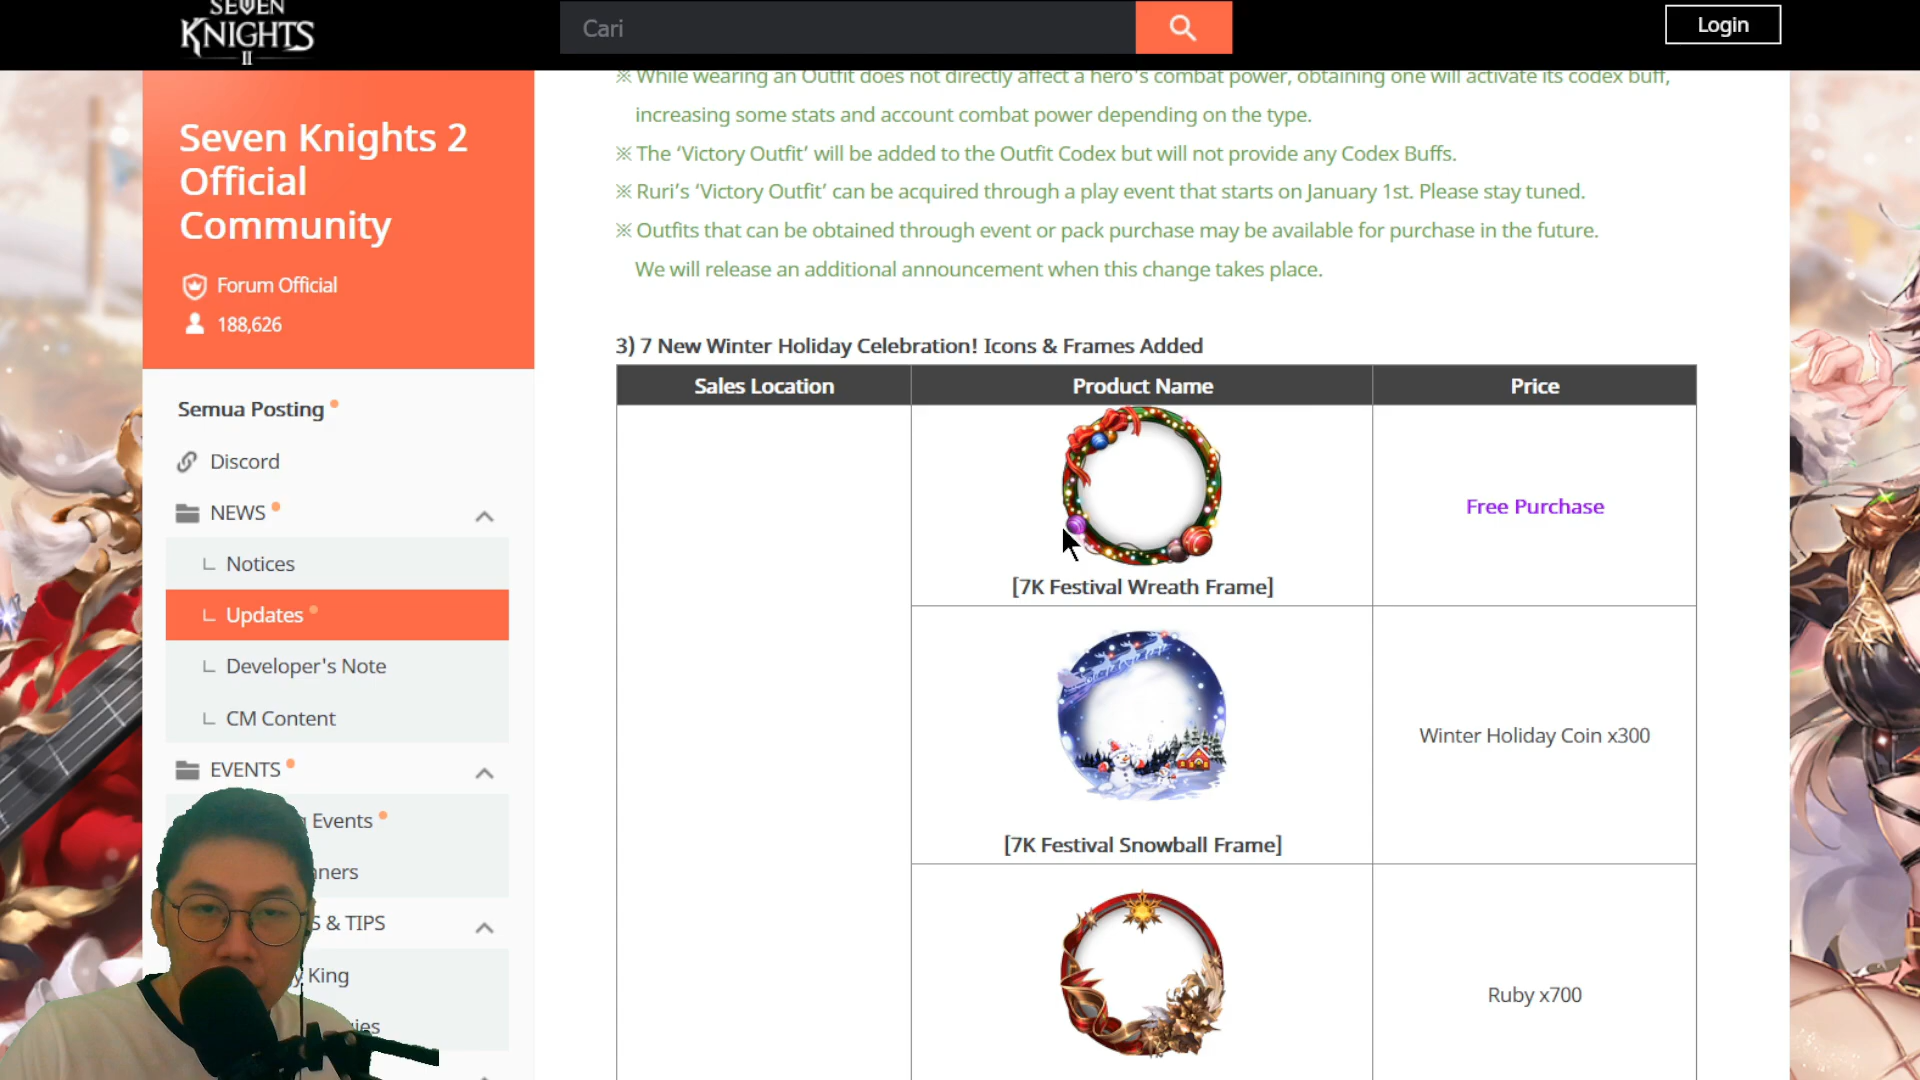 SEVEN
KNIGHTS
II
Cari
Login
Seven Knights 2
Official
Community
Forum Official
188,626
Semua Posting
Discord
NEWS
Notices
Updates
Developer's Note
CM Content
EVENTS
Events
S & TIPS
King
※ While wearing an Outfit does not directly affect a hero's combat power, obtaining one will activate its codex buff,
increasing some stats and account combat power depending on the type.
※ The ‘Victory Outfit’ will be added to the Outfit Codex but will not provide any Codex Buffs.
※ Ruri’s ‘Victory Outfit’ can be acquired through a play event that starts on January 1st. Please stay tuned.
※ Outfits that can be obtained through event or pack purchase may be available for purchase in the future.
We will release an additional announcement when this change takes place.
3) 7 New Winter Holiday Celebration! Icons & Frames Added
Sales Location
Product Name
Price
[7K Festival Wreath Frame]
Free Purchase
[7K Festival Snowball Frame]
Winter Holiday Coin x300
Ruby x700